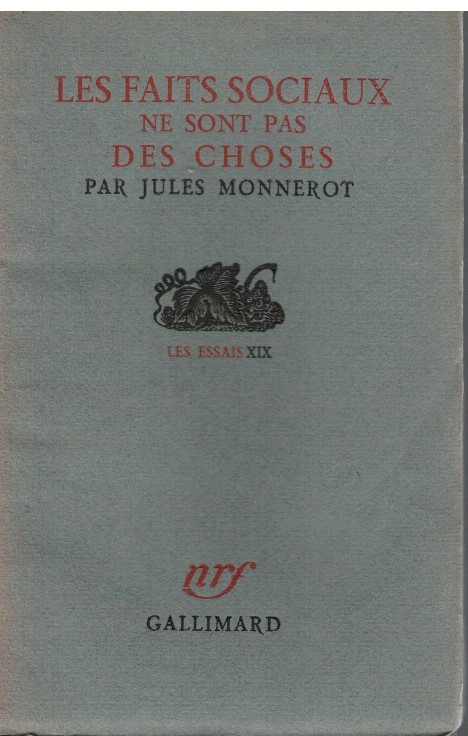 LES FAITS SOCIAUX
NE SONT PAS
DES CHOSES
PAR JULES MONNEROT
LES ESSAIS XIX
nrf
GALLIMARD